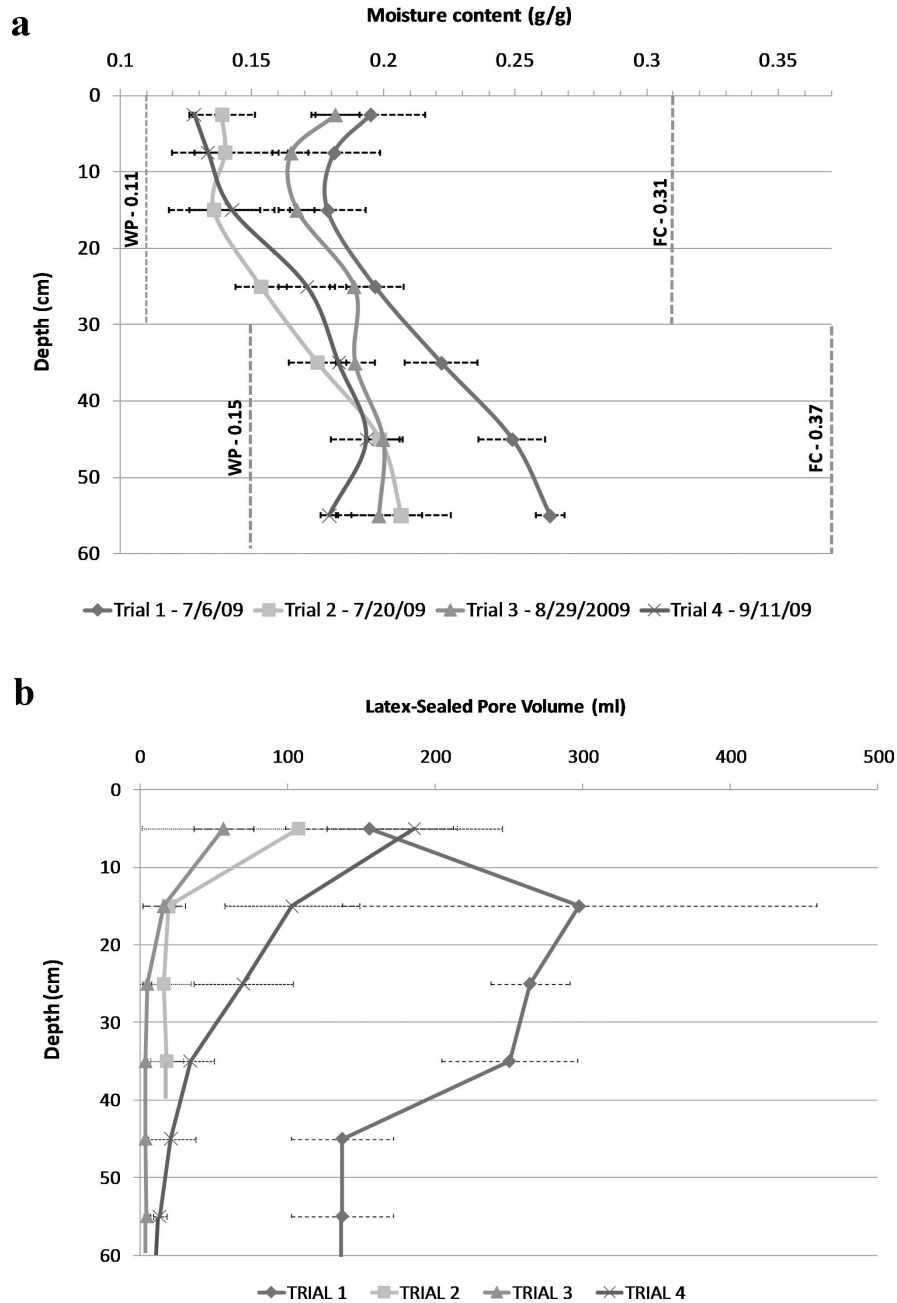 a
Moisture content (g/g)
0.1 0.15 0.2 0.25 0.3 0.35
0
10
20
30
40
50
60
Depth (cm)
WP - 0.11
FC - 0.31
WP - 0.15
FC - 0.37
Trial 1 - 7/6/09 Trial 2 - 7/20/09 Trial 3 - 8/29/2009 Trial 4 - 9/11/09
b
Latex-Sealed Pore Volume (ml)
0 100 200 300 400 500
0
10
20
30
40
50
60
Depth (cm)
TRIAL 1 TRIAL 2 TRIAL 3 TRIAL 4